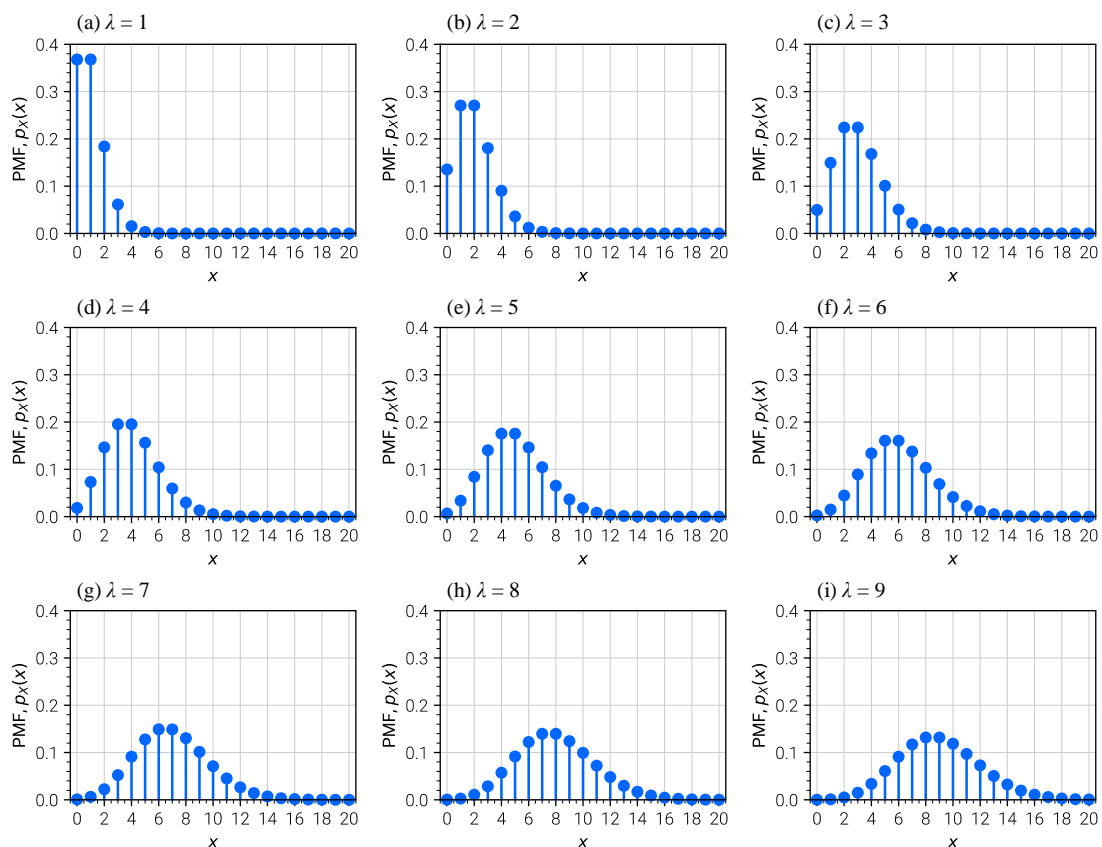 (a) λ = 1
0.4
0.3
0.2
0.1
0.0
PMF, pX(x)
0 2 4 6 8 10 12 14 16 18 20
x
(b) λ = 2
0.4
0.3
0.2
0.1
0.0
PMF, pX(x)
0 2 4 6 8 10 12 14 16 18 20
x
(c) λ = 3
0.4
0.3
0.2
0.1
0.0
PMF, pX(x)
0 2 4 6 8 10 12 14 16 18 20
x
(d) λ = 4
0.4
0.3
0.2
0.1
0.0
PMF, pX(x)
0 2 4 6 8 10 12 14 16 18 20
x
(e) λ = 5
0.4
0.3
0.2
0.1
0.0
PMF, pX(x)
0 2 4 6 8 10 12 14 16 18 20
x
(f) λ = 6
0.4
0.3
0.2
0.1
0.0
PMF, pX(x)
0 2 4 6 8 10 12 14 16 18 20
x
(g) λ = 7
0.4
0.3
0.2
0.1
0.0
PMF, pX(x)
0 2 4 6 8 10 12 14 16 18 20
x
(h) λ = 8
0.4
0.3
0.2
0.1
0.0
PMF, pX(x)
0 2 4 6 8 10 12 14 16 18 20
x
(i) λ = 9
0.4
0.3
0.2
0.1
0.0
PMF, pX(x)
0 2 4 6 8 10 12 14 16 18 20
x